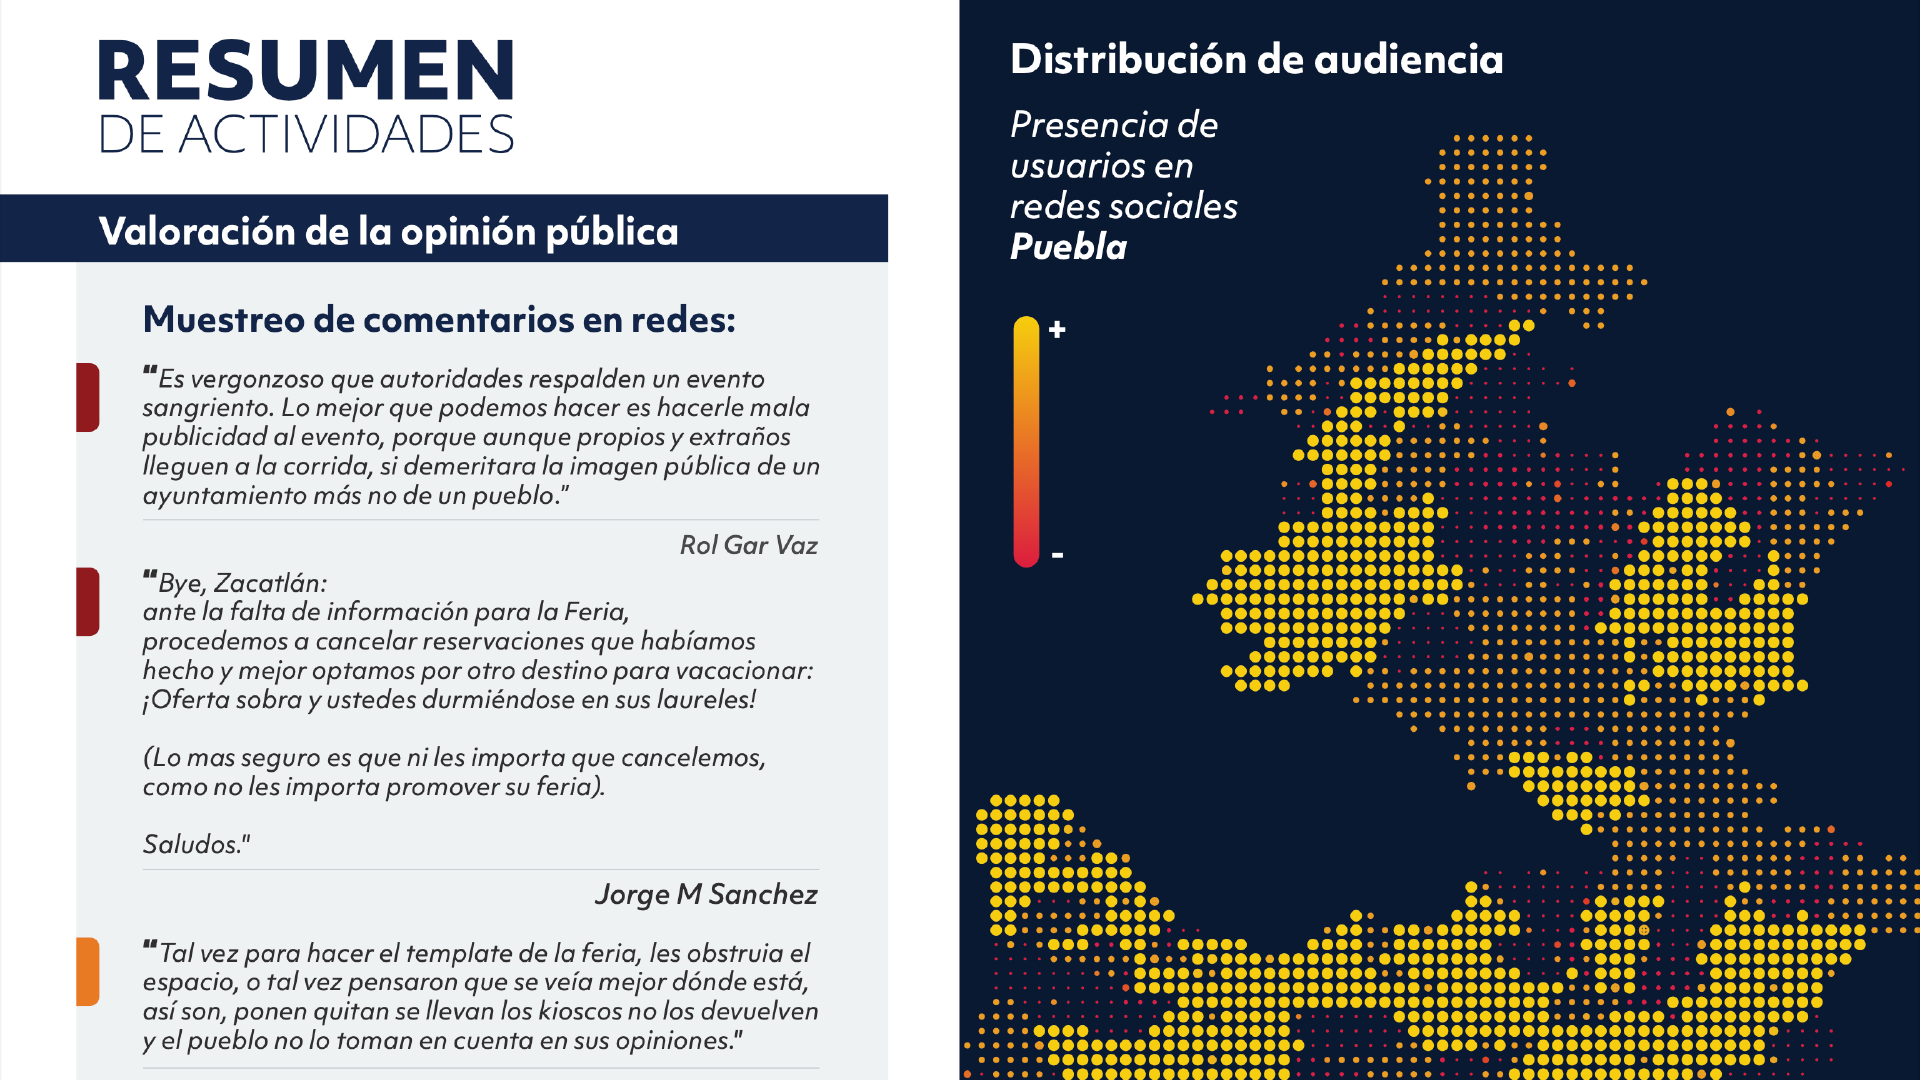 RESUMEN
DE ACTIVIDADES
Valoración de la opinión pública
Muestreo de comentarios en redes:
"Es vergonzoso que autoridades respalden un evento
sangriento. Lo mejor que podemos hacer es hacerle mala
publicidad al evento, porque aunque propios y extraños
lleguen a la corrida, si demeritara la imagen pública de un
ayuntamiento más no de un pueblo."
Rol Gar Vaz
"Bye, Zacatlán:
ante la falta de información para la Feria,
procedemos a cancelar reservaciones que habíamos
hecho y mejor optamos por otro destino para vacacionar:
¡Oferta sobra y ustedes durmiéndose en sus laureles!
(Lo mas seguro es que ni les importa que cancelemos,
como no les importa promover su feria).
Saludos."
Jorge M Sanchez
"Tal vez para hacer el template de la feria, les obstruia el
espacio, o tal vez pensaron que se veía mejor dónde está,
así son, ponen quitan se llevan los kioscos no los devuelven
y el pueblo no lo toman en cuenta en sus opiniones."
Distribución de audiencia
Presencia de
usuarios en
redes sociales
Puebla
+
-